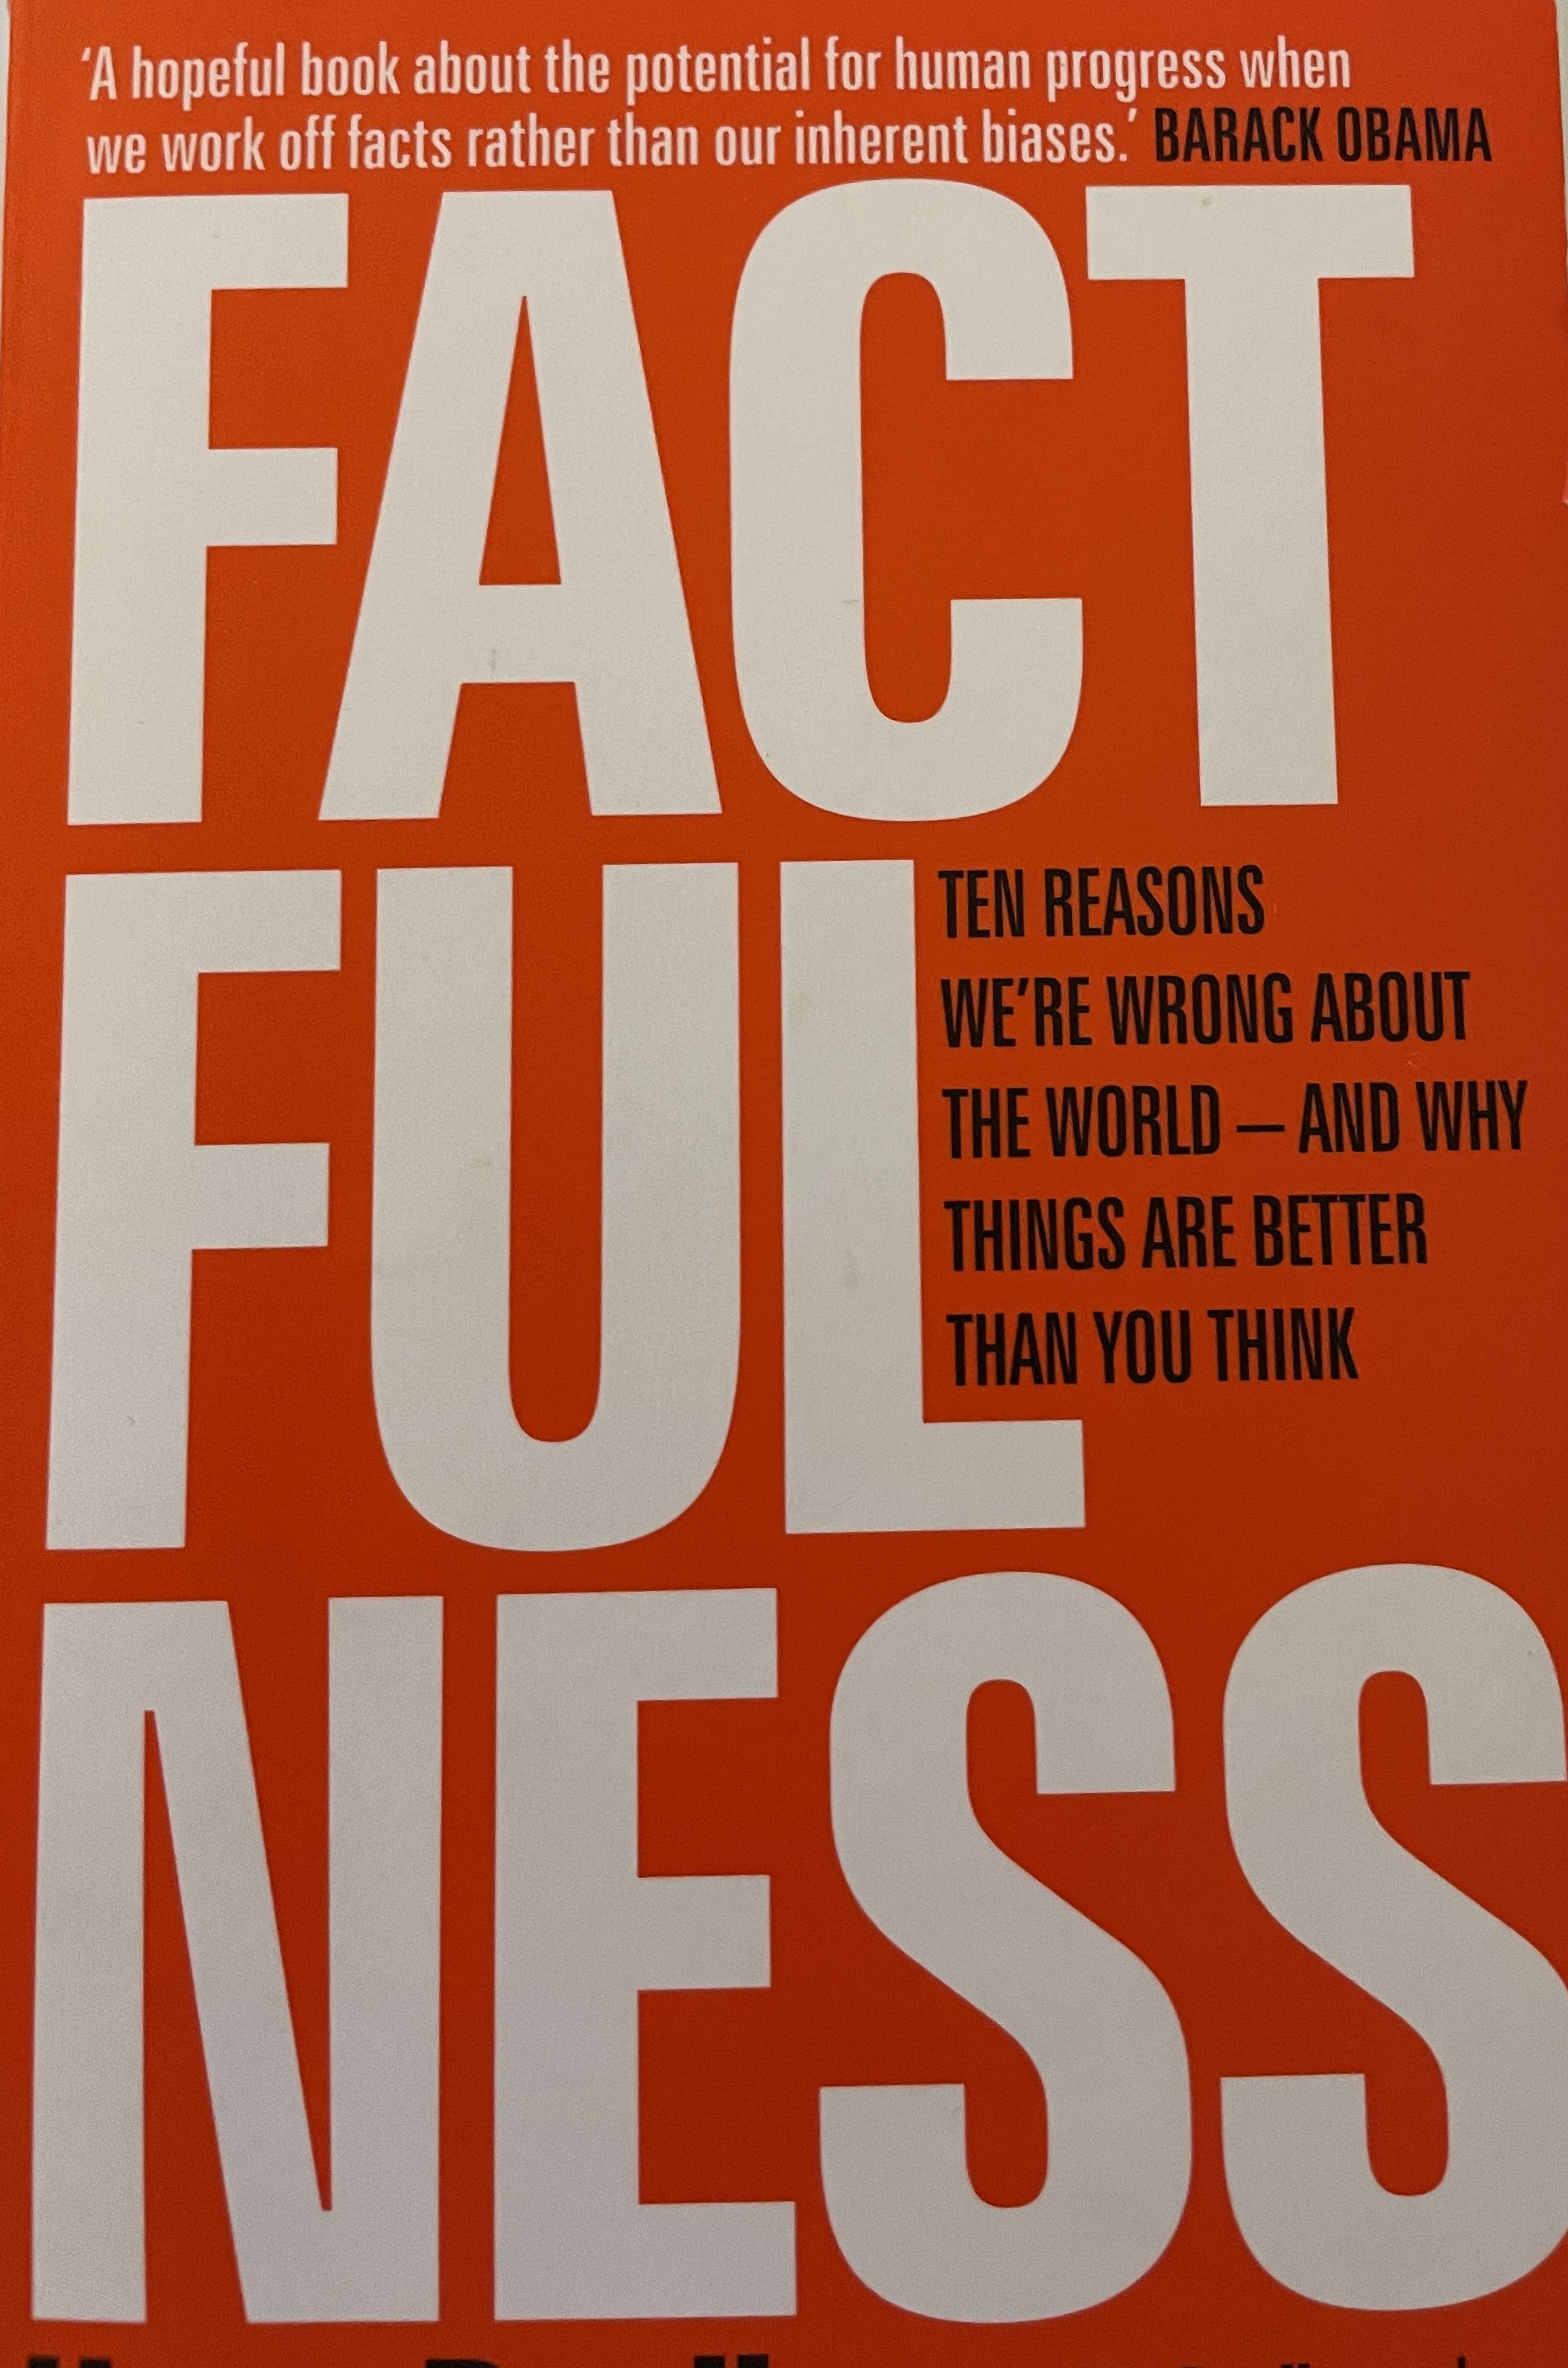 ‘A hopeful book about the potential for human progress when
we work off facts rather than our inherent biases.’ BARACK OBAMA
FACT
FUL
TEN REASONS
WE’RE WRONG ABOUT
THE WORLD – AND WHY
THINGS ARE BETTER
THAN YOU THINK
NESS